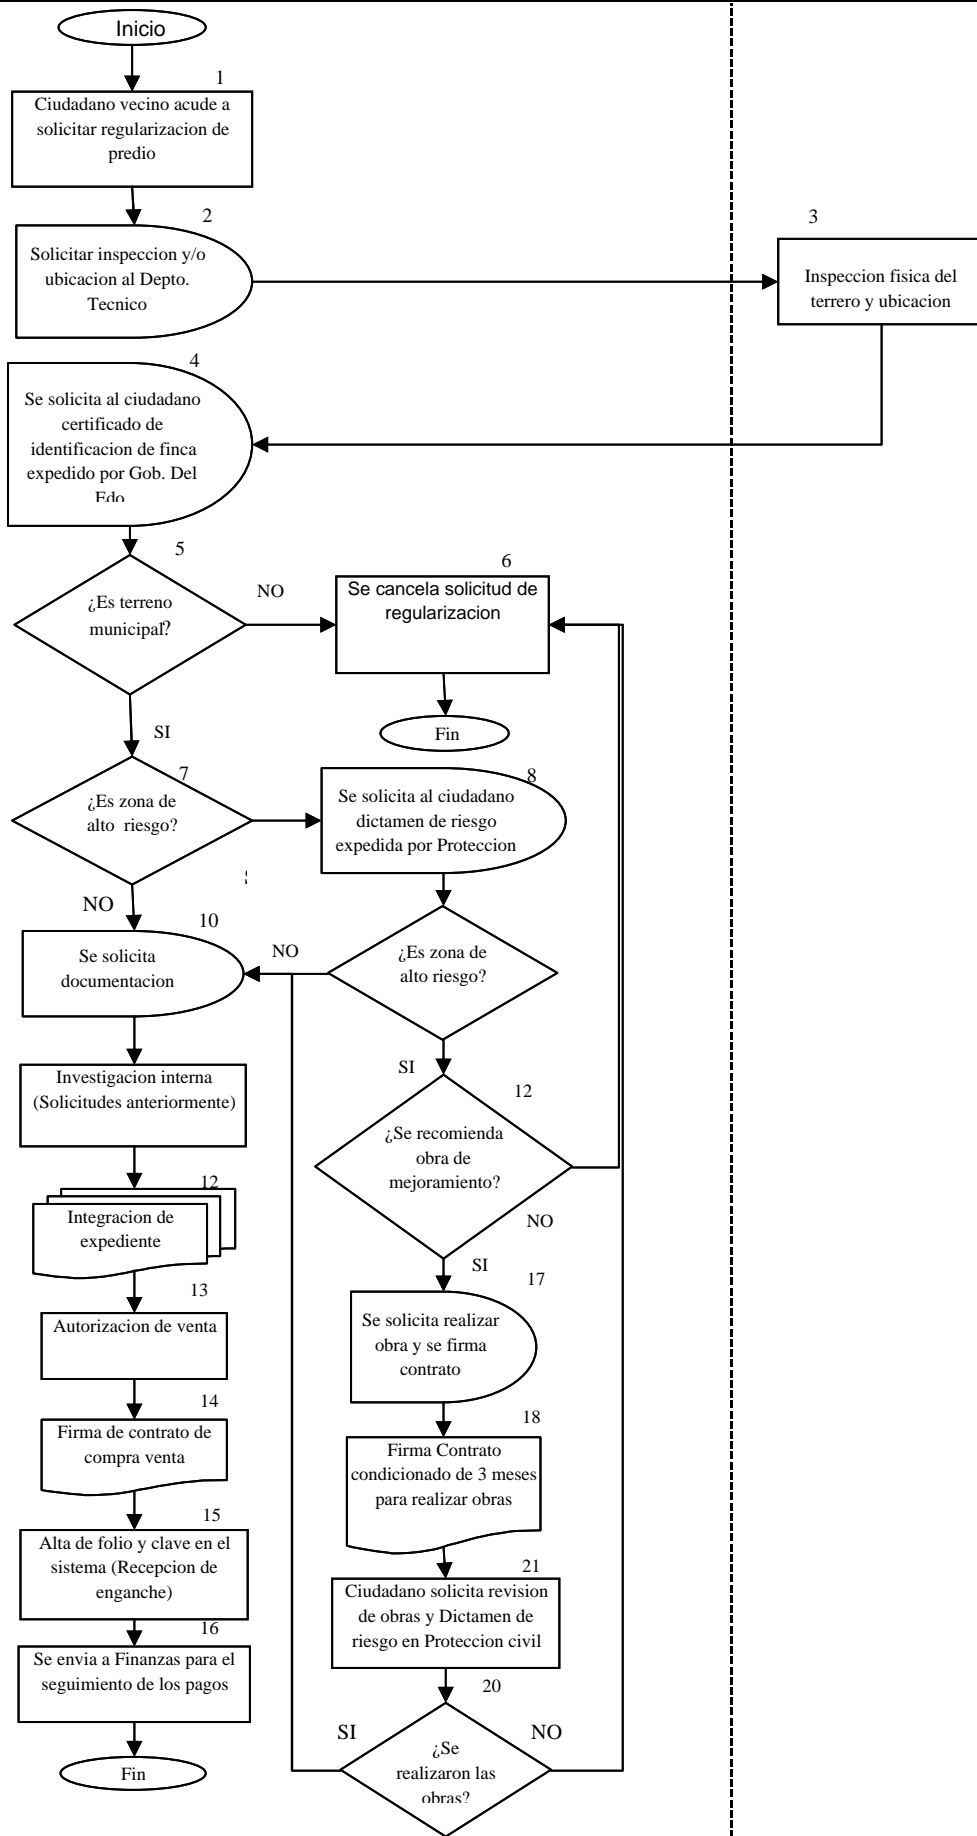 Inicio
1
Ciudadano vecino acude a
solicitar regularizacion de
predio
2
Solicitar inspeccion y/o
ubicacion al Depto.
Tecnico
3
Inspeccion fisica del
terrero y ubicacion
4
Se solicita al ciudadano
certificado de
identificacion de finca
expedido por Gob. Del
Edo
5
¿Es terreno
municipal?
NO
6
Se cancela solicitud de
regularizacion
Fin
SI
7
¿Es zona de
alto riesgo?
8
Se solicita al ciudadano
dictamen de riesgo
expedida por Proteccion
NO
10
Se solicita
documentacion
NO
¿Es zona de
alto riesgo?
SI
Investigacion interna
(Solicitudes anteriormente)
12
¿Se recomienda
obra de
mejoramiento?
NO
SI
12
Integracion de
expediente
13
Autorizacion de venta
17
Se solicita realizar
obra y se firma
contrato
14
Firma de contrato de
compra venta
18
Firma Contrato
condicionado de 3 meses
para realizar obras
15
Alta de folio y clave en el
sistema (Recepcion de
enganche)
21
Ciudadano solicita revision
de obras y Dictamen de
riesgo en Proteccion civil
16
Se envia a Finanzas para el
seguimiento de los pagos
20
SI
NO
¿Se
realizaron las
obras?
Fin